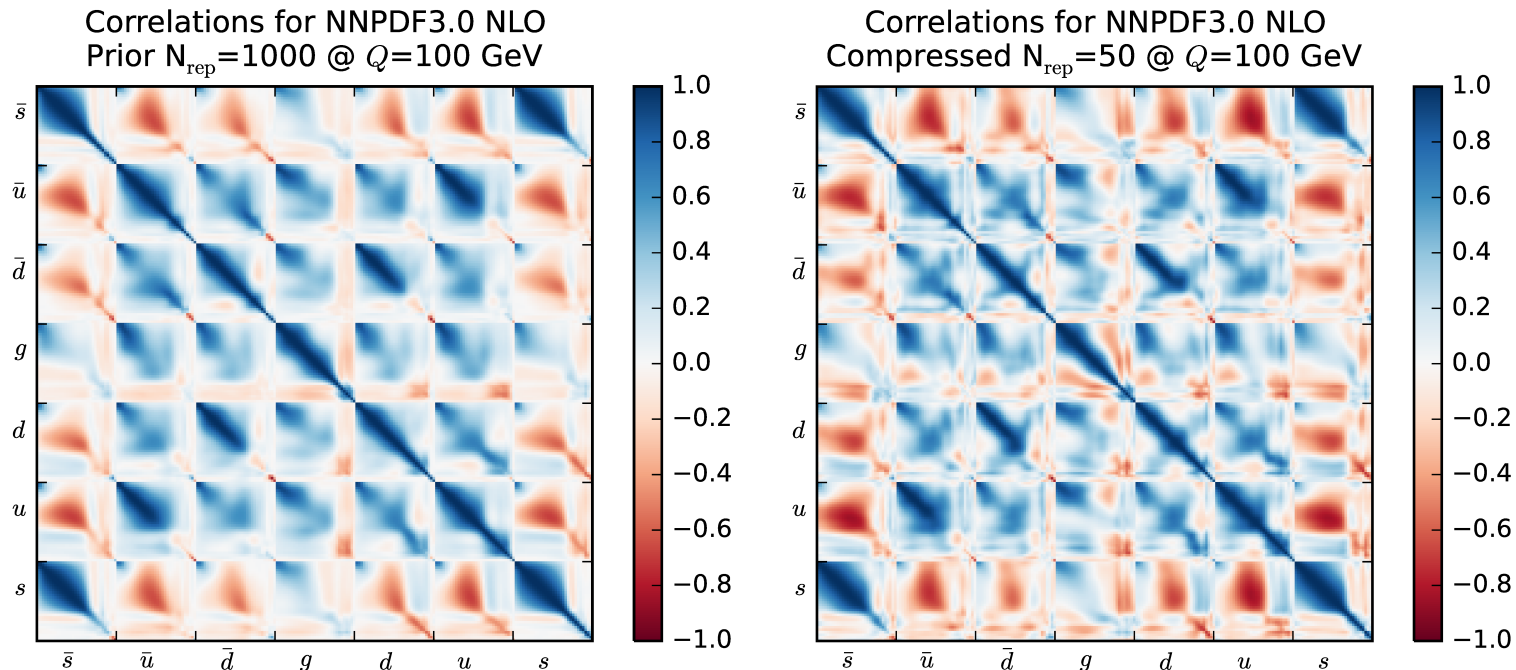 Correlations for NNPDF3.0 NLO
Prior N_rep=1000 @ Q=100 GeV
s̄
ū
d̄
g
d
u
s
s̄ ū d̄ g d u s
1.0
0.8
0.6
0.4
0.2
0.0
−0.2
−0.4
−0.6
−0.8
−1.0
Correlations for NNPDF3.0 NLO
Compressed N_rep=50 @ Q=100 GeV
s̄
ū
d̄
g
d
u
s
s̄ ū d̄ g d u s
1.0
0.8
0.6
0.4
0.2
0.0
−0.2
−0.4
−0.6
−0.8
−1.0